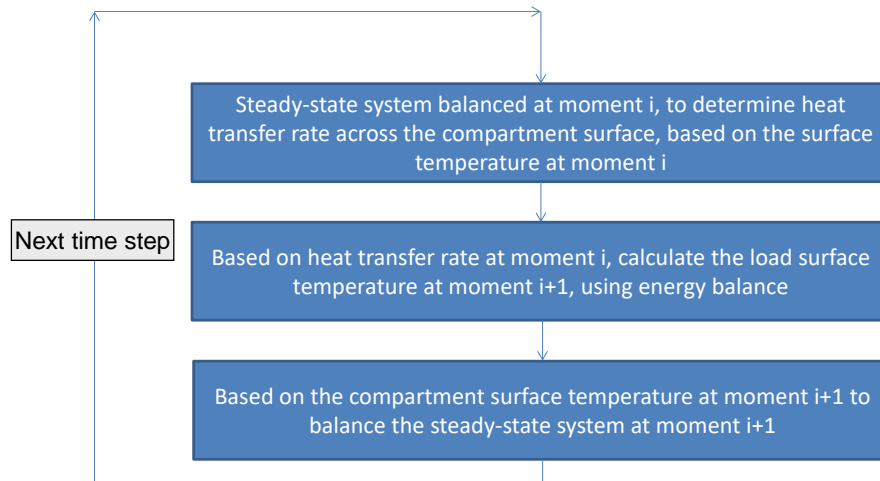 Steady-state system balanced at moment i, to determine heat
transfer rate across the compartment surface, based on the surface
temperature at moment i
Next time step
Based on heat transfer rate at moment i, calculate the load surface
temperature at moment i+1, using energy balance
Based on the compartment surface temperature at moment i+1 to
balance the steady-state system at moment i+1